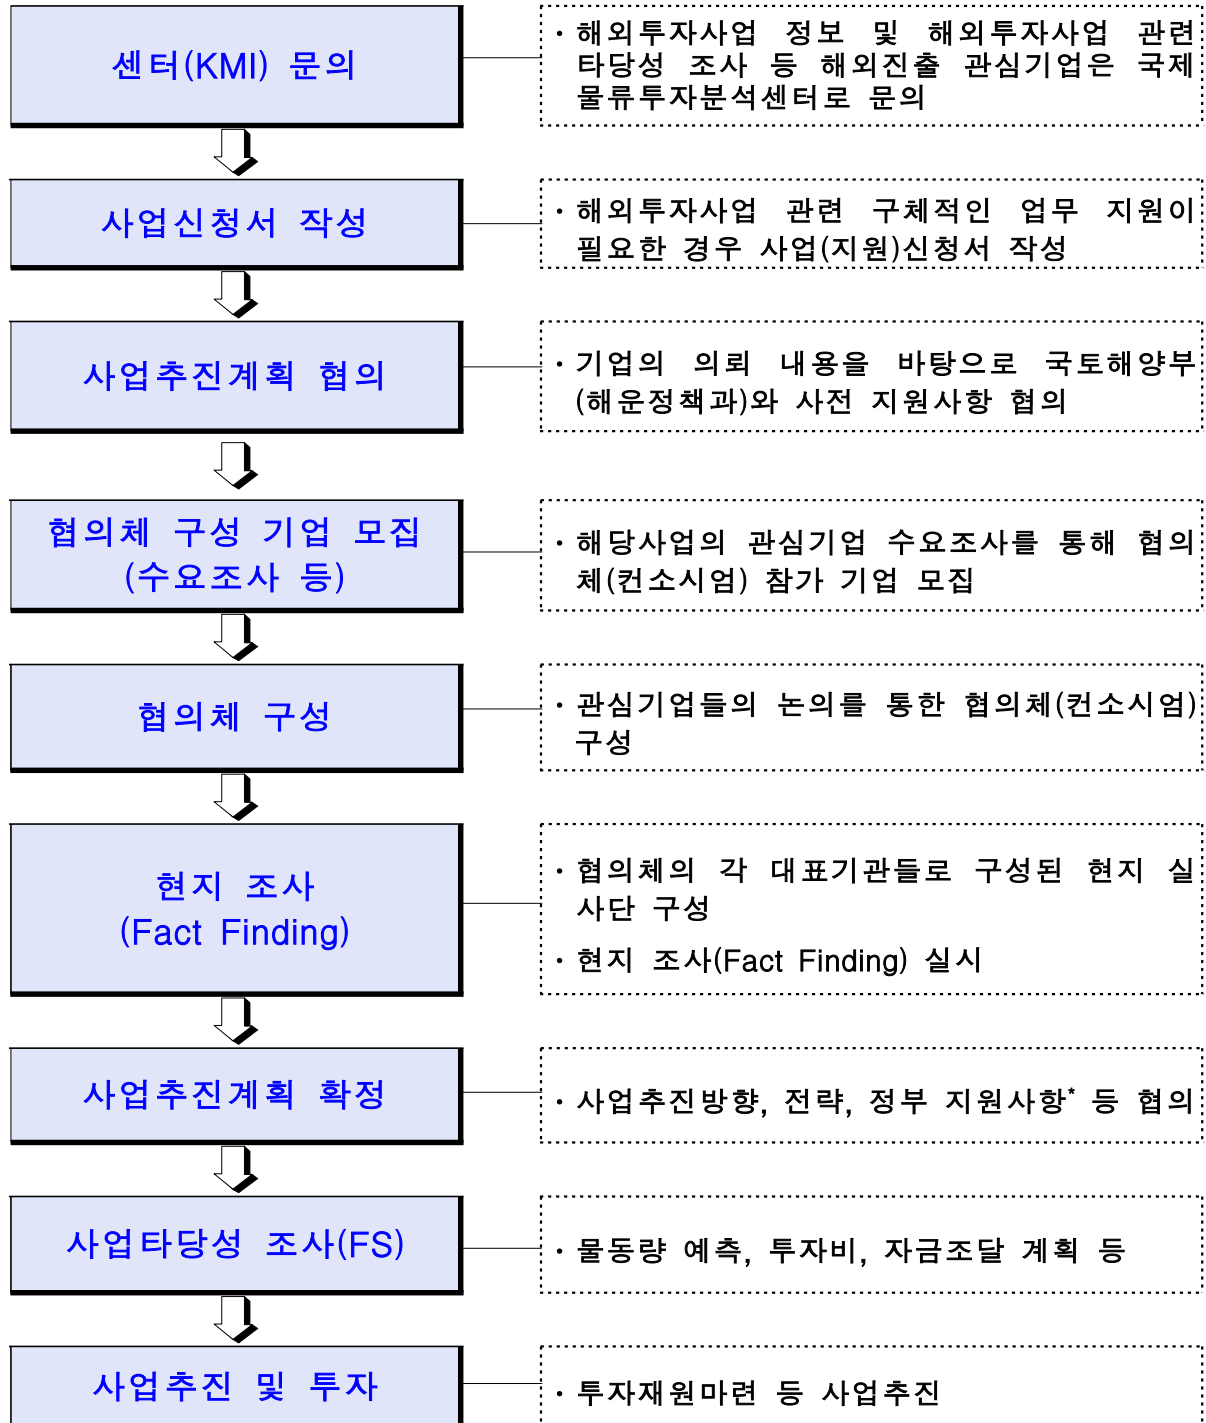 센터(KMI) 문의
· 해외투자사업 정보 및 해외투자사업 관련
타당성 조사 등 해외진출 관심기업은 국제
물류투자분석센터로 문의
사업신청서 작성
· 해외투자사업 관련 구체적인 업무 지원이
필요한 경우 사업(지원)신청서 작성
사업추진계획 협의
· 기업의 의뢰 내용을 바탕으로 국토해양부
(해운정책과)와 사전 지원사항 협의
협의체 구성 기업 모집
(수요조사 등)
· 해당사업의 관심기업 수요조사를 통해 협의
체(컨소시엄) 참가 기업 모집
협의체 구성
· 관심기업들의 논의를 통한 협의체(컨소시엄)
구성
현지 조사
(Fact Finding)
· 협의체의 각 대표기관들로 구성된 현지 실
사단 구성
· 현지 조사(Fact Finding) 실시
사업추진계획 확정
· 사업추진방향, 전략, 정부 지원사항* 등 협의
사업타당성 조사(FS)
· 물동량 예측, 투자비, 자금조달 계획 등
사업추진 및 투자
· 투자재원마련 등 사업추진